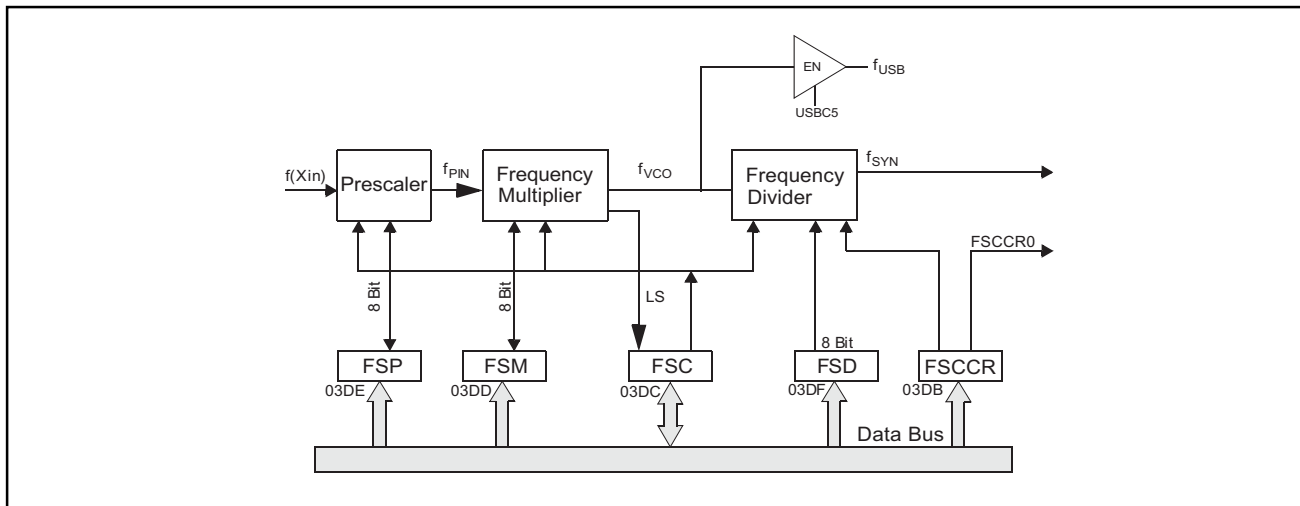 EN
fUSB
USBC5
f(Xin)
Prescaler
fPIN
Frequency
Multiplier
fVCO
Frequency
Divider
fSYN
FSCCR0
8 Bit
8 Bit
LS
8 Bit
FSP
FSM
FSC
FSD
FSCCR
03DE
03DD
03DC
03DF
03DB
Data Bus